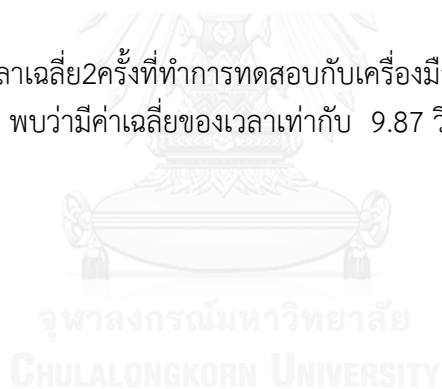 ลาเฉลี่ย2ครั้งที่ทำการทดสอบกับเครื่องมื
พบว่ามีค่าเฉลี่ยของเวลาเท่ากับ 9.87 วิ
จุฬาลงกรณ์มหาวิทยาลัย
CHULALONGKORN UNIVERSITY